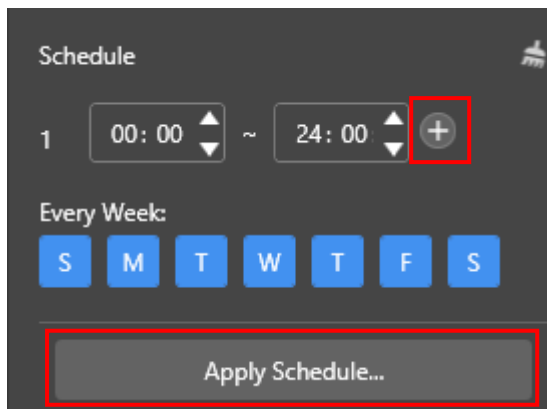 Schedule
1 00: 00 ~ 24: 00 +
Every Week:
S M T W T F S
Apply Schedule...